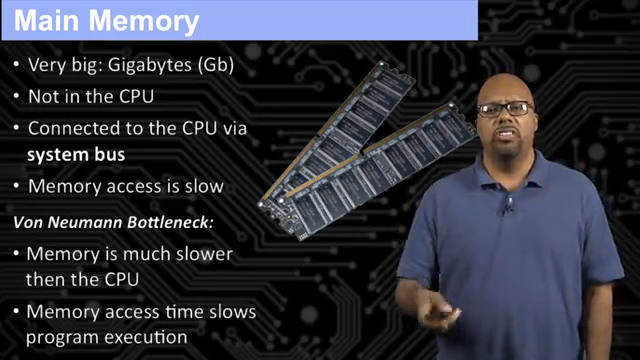 Main Memory
• Very big: Gigabytes (Gb)
• Not in the CPU
• Connected to the CPU via
system bus
• Memory access is slow
Von Neumann Bottleneck:
• Memory is much slower
then the CPU
• Memory access time slows
program execution